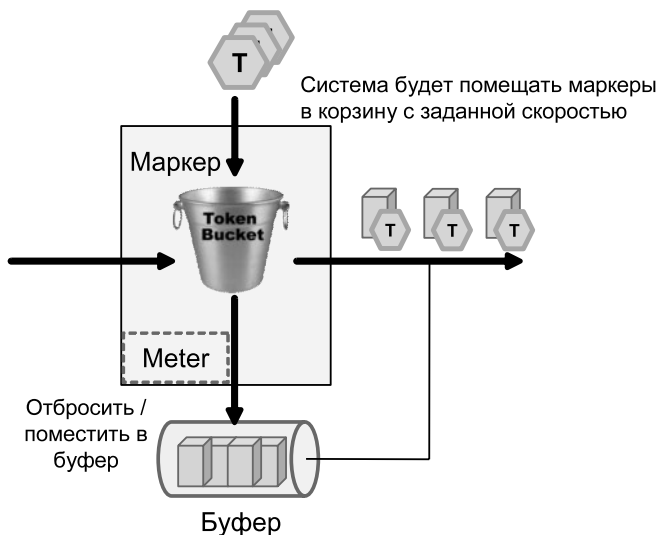 T
Система будет помещать маркеры
в корзину с заданной скоростью
Маркер
Token
Bucket
T
T
T
Meter
Отбросить /
поместить в
буфер
Буфер